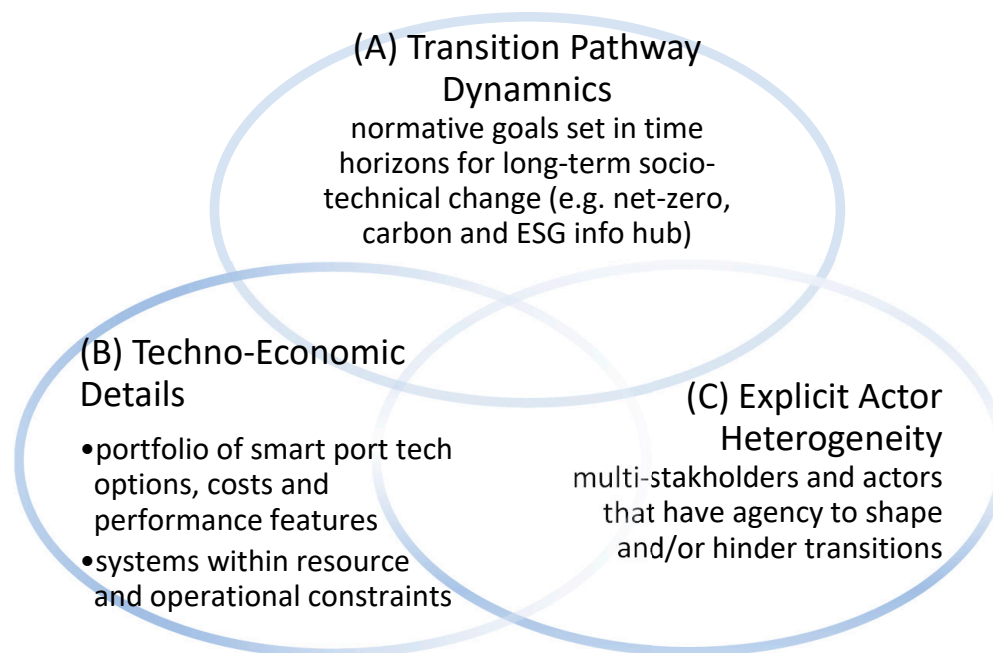 (A) Transition Pathway
Dynamnics
normative goals set in time
horizons for long-term socio-
technical change (e.g. net-zero,
carbon and ESG info hub)
(B) Techno-Economic
Details
•portfolio of smart port tech
options, costs and
performance features
•systems within resource
and operational constraints
(C) Explicit Actor
Heterogeneity
multi-stakholders and actors
that have agency to shape
and/or hinder transitions